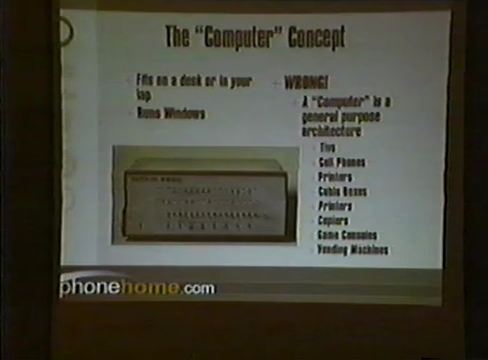 The "Computer" Concept
Fits on a desk or in your
lap
Runs Windows
WRONG!
A "Computer" is a
general purpose
architecture
Tivo
Cell Phones
Printers
Cable Boxes
Printers
Copiers
Game Consoles
Vending Machines
phonehome.com